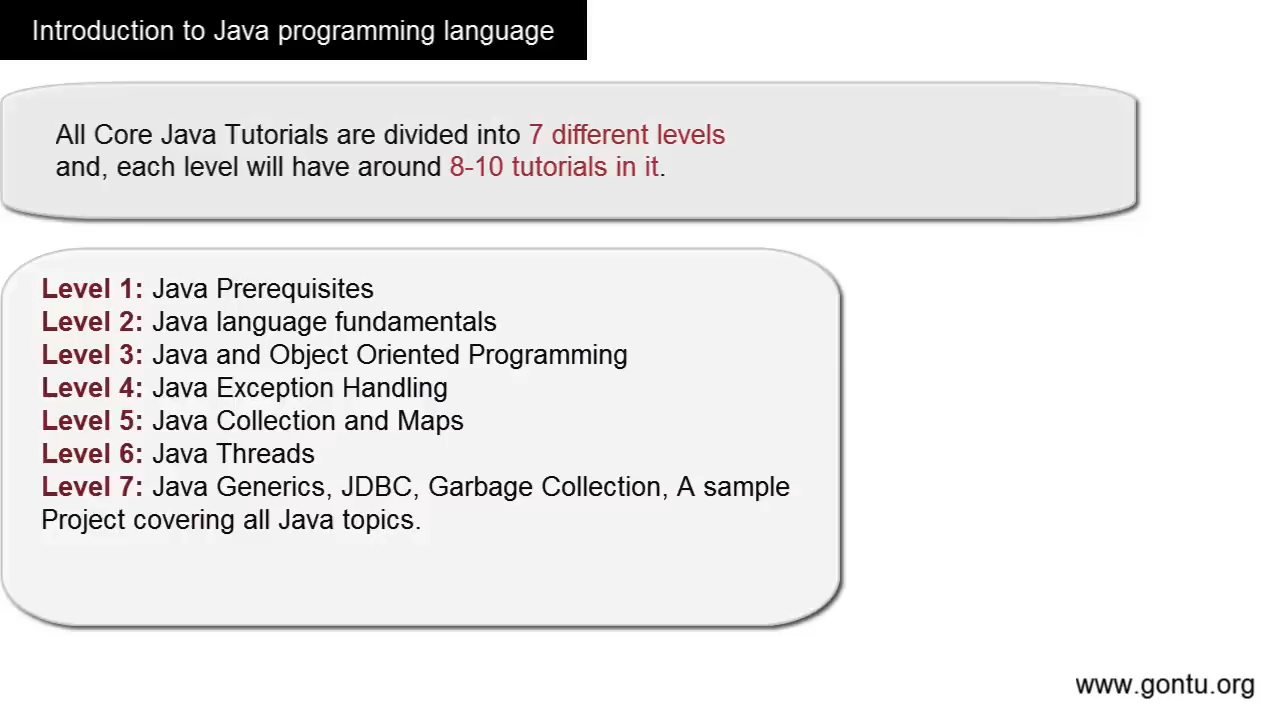 Introduction to Java programming language
All Core Java Tutorials are divided into 7 different levels
and, each level will have around 8-10 tutorials in it.
Level 1: Java Prerequisites
Level 2: Java language fundamentals
Level 3: Java and Object Oriented Programming
Level 4: Java Exception Handling
Level 5: Java Collection and Maps
Level 6: Java Threads
Level 7: Java Generics, JDBC, Garbage Collection, A sample
Project covering all Java topics.
www.gontu.org